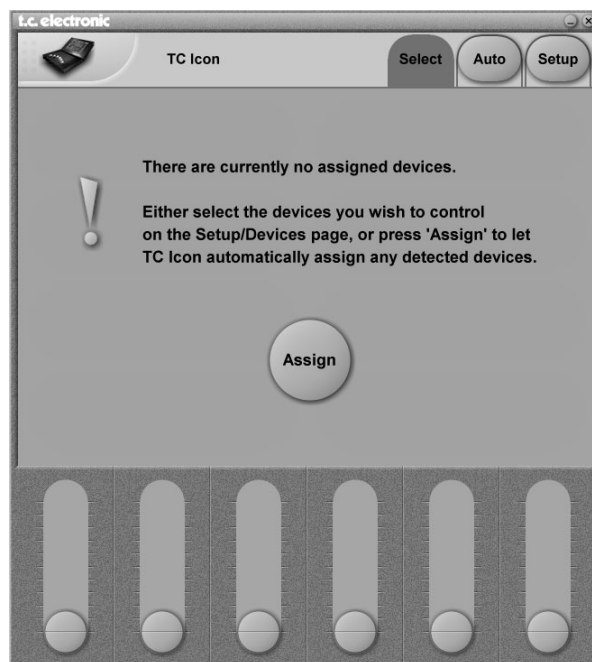 t.c. electronic
TC Icon
Select
Auto
Setup
There are currently no assigned devices.
Either select the devices you wish to control
on the Setup/Devices page, or press 'Assign' to let
TC Icon automatically assign any detected devices.
Assign